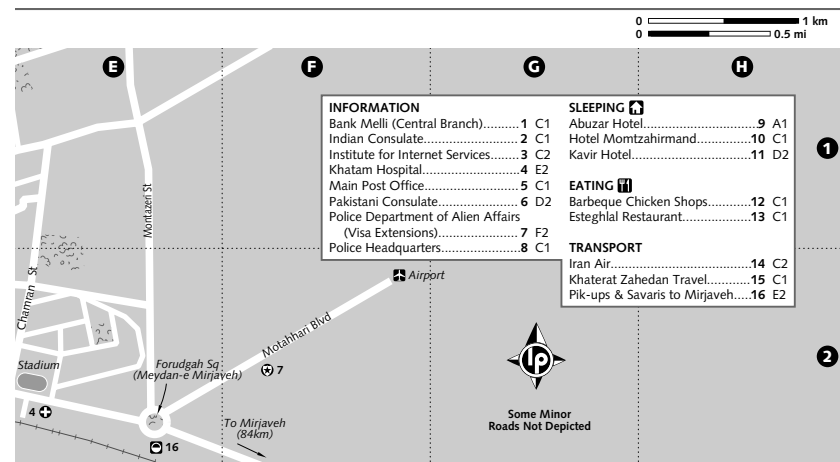 0 1 km
0 0.5 mi
E F G H
INFORMATION
Bank Melli (Central Branch)..........1 C1
Indian Consulate.........................2 C1
Institute for Internet Services.......3 C2
Khatam Hospital..........................4 E2
Main Post Office..........................5 C1
Pakistani Consulate.....................6 D2
Police Department of Alien Affairs
(Visa Extensions).....................7 F2
Police Headquarters.....................8 C1
SLEEPING
Abuzar Hotel................................9 A1
Hotel Momtzahirmand...............10 C1
Kavir Hotel.................................11 D2
EATING
Barbeque Chicken Shops............12 C1
Esteghlal Restaurant...................13 C1
TRANSPORT
Iran Air......................................14 C2
Khaterat Zahedan Travel.............15 C1
Pik-ups & Savaris to Mirjaveh.....16 E2
1
Montazeri St
Chamran St
Airport
Motahhari Blvd
Stadium
Forudgah Sq
(Meydan-e Mirjaveh)
7
lp
2
4
Some Minor
Roads Not Depicted
To Mirjaveh
(84km)
16